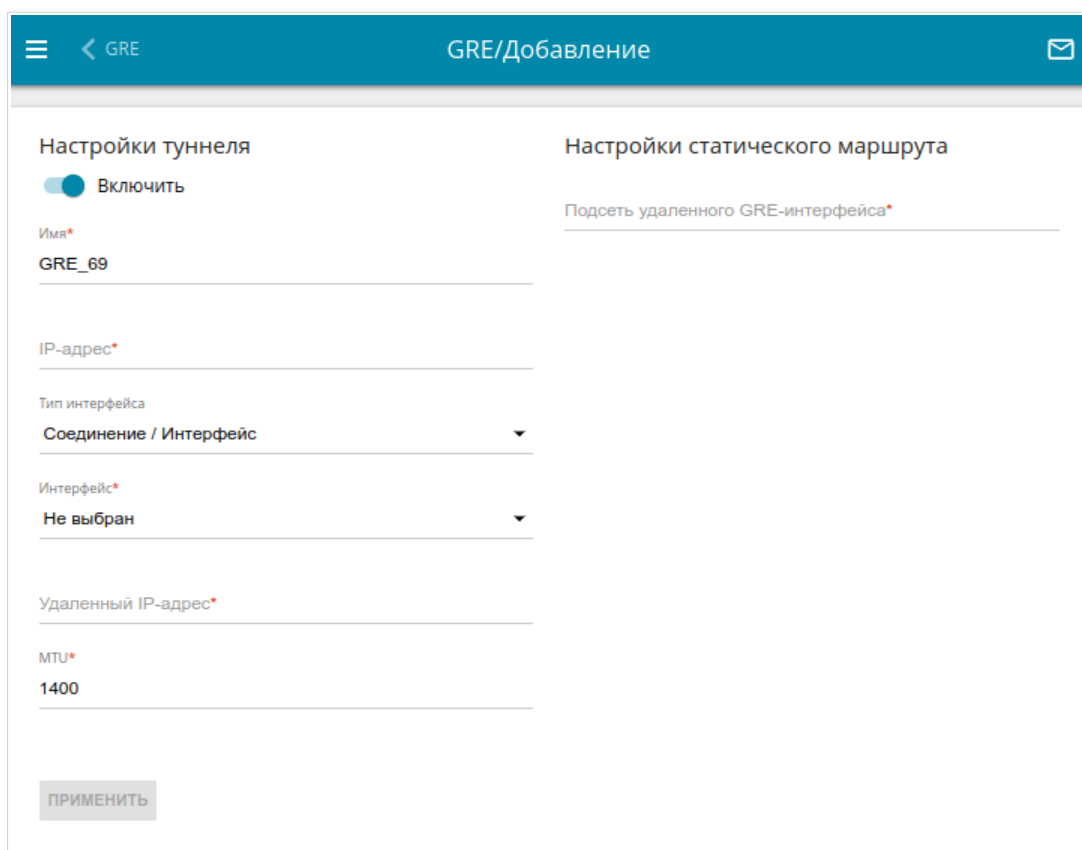 GRE
GRE/Добавление
Настройки туннеля
Включить
Имя*
GRE_69
IP-адрес*
Тип интерфейса
Соединение / Интерфейс
Интерфейс*
Не выбран
Удаленный IP-адрес*
MTU*
1400
ПРИМЕНИТЬ
Настройки статического маршрута
Подсеть удаленного GRE-интерфейса*